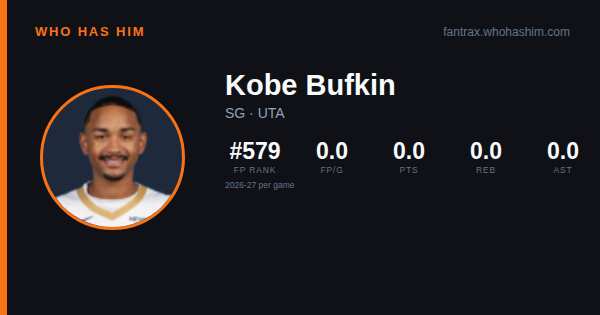 WHO HAS HIM
fantrax.whohashim.com
Kobe Bufkin
SG · UTA
#579 0.0 0.0 0.0 0.0
FP RANK FP/G PTS REB AST
2026-27 per game